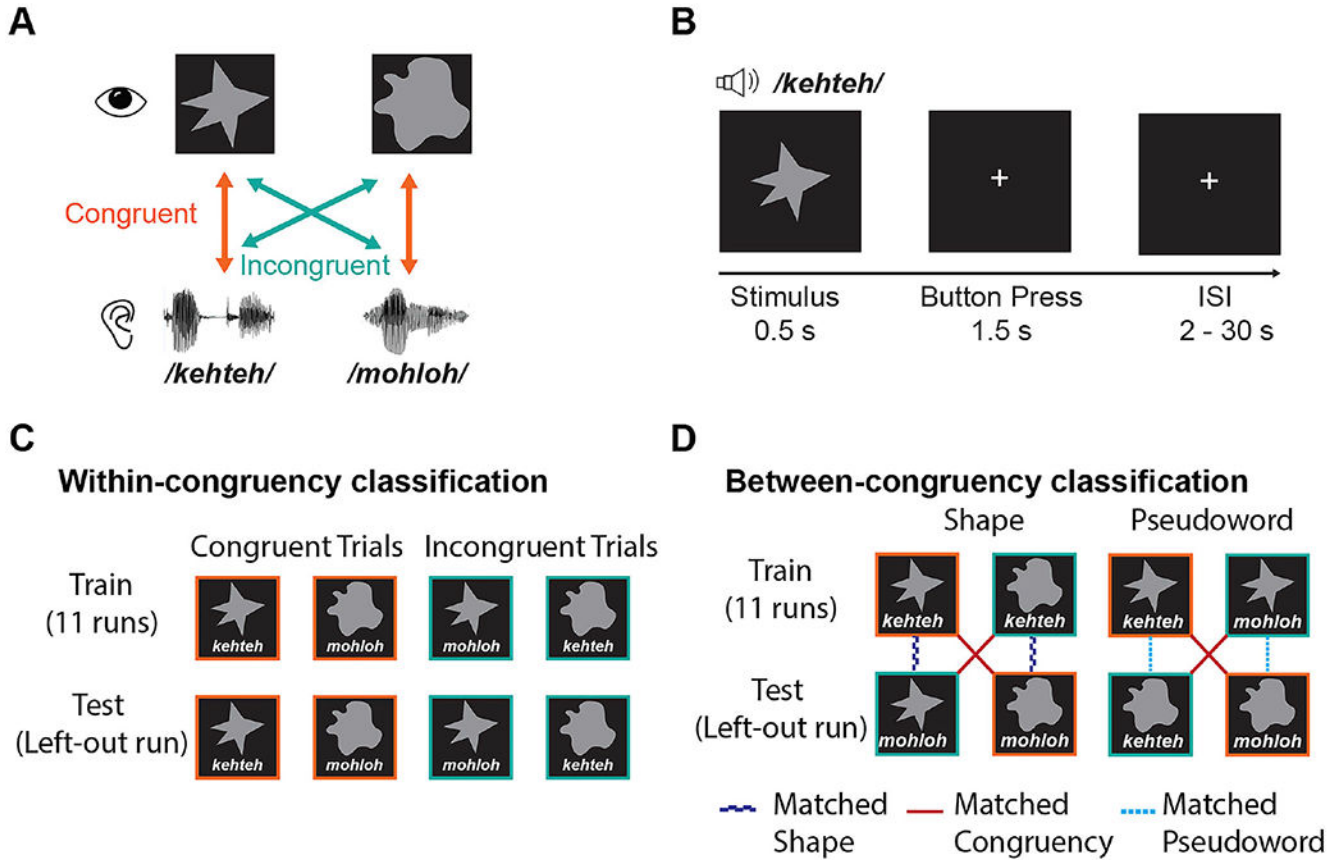 A
Congruent
Incongruent
/kehteh/ /mohloh/
B
/kehteh/
+ +
Stimulus Button Press ISI
0.5 s 1.5 s 2 - 30 s
C
Within-congruency classification
Congruent Trials Incongruent Trials
Train
(11 runs)
kehteh mohloh mohloh kehteh
Test
(Left-out run)
kehteh mohloh mohloh kehteh
D
Between-congruency classification
Shape Pseudoword
Train
(11 runs)
kehteh kehteh kehteh mohloh
Test
(Left-out run)
mohloh mohloh kehteh mohloh
Matched Matched Matched
Shape Congruency Pseudoword